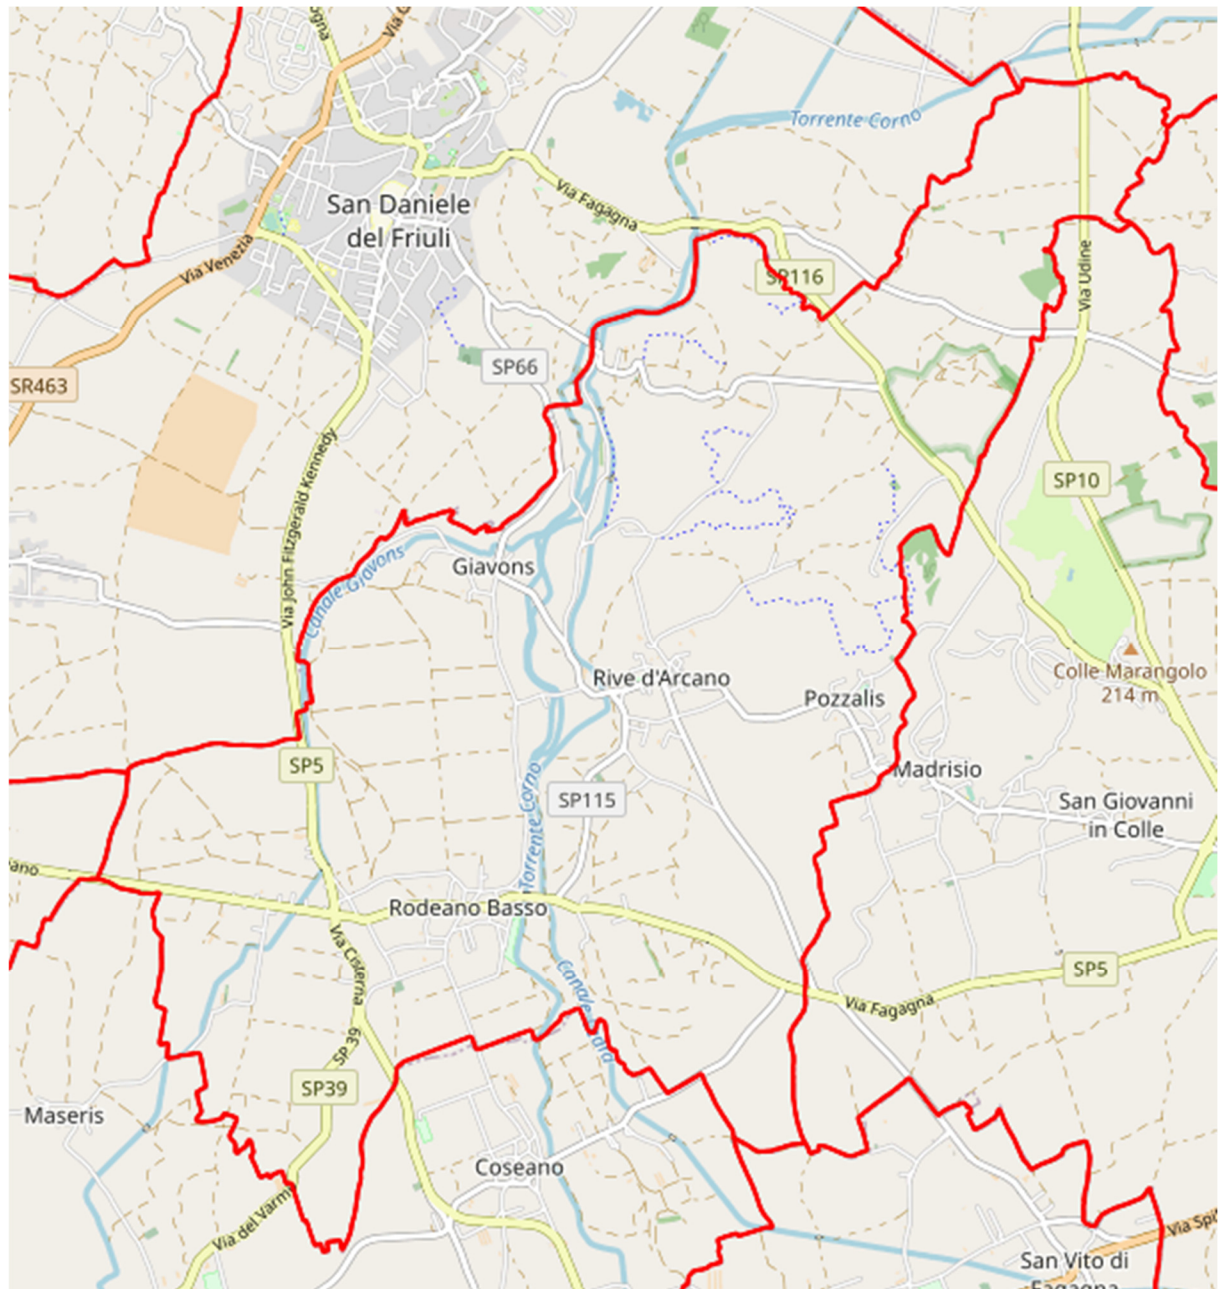 Torrente Corno
Via Fagagna
San Daniele
del Friuli
Via Venezia
SP116
Via Udine
SP66
SR463
Via John Fitzgerald Kennedy
SP10
Canale Giavons
Giavons
Rive d'Arcano
Colle Marangolo
214 m
Pozzalis
SP5
Madrisio
Torrente Corno
SP115
San Giovanni
in Colle
Rodeano Basso
Via Cisterna
SP5
Via Fagagna
SP 39
SP39
Maseris
Coseano
Via del Varmo
San Vito di
Fagagna